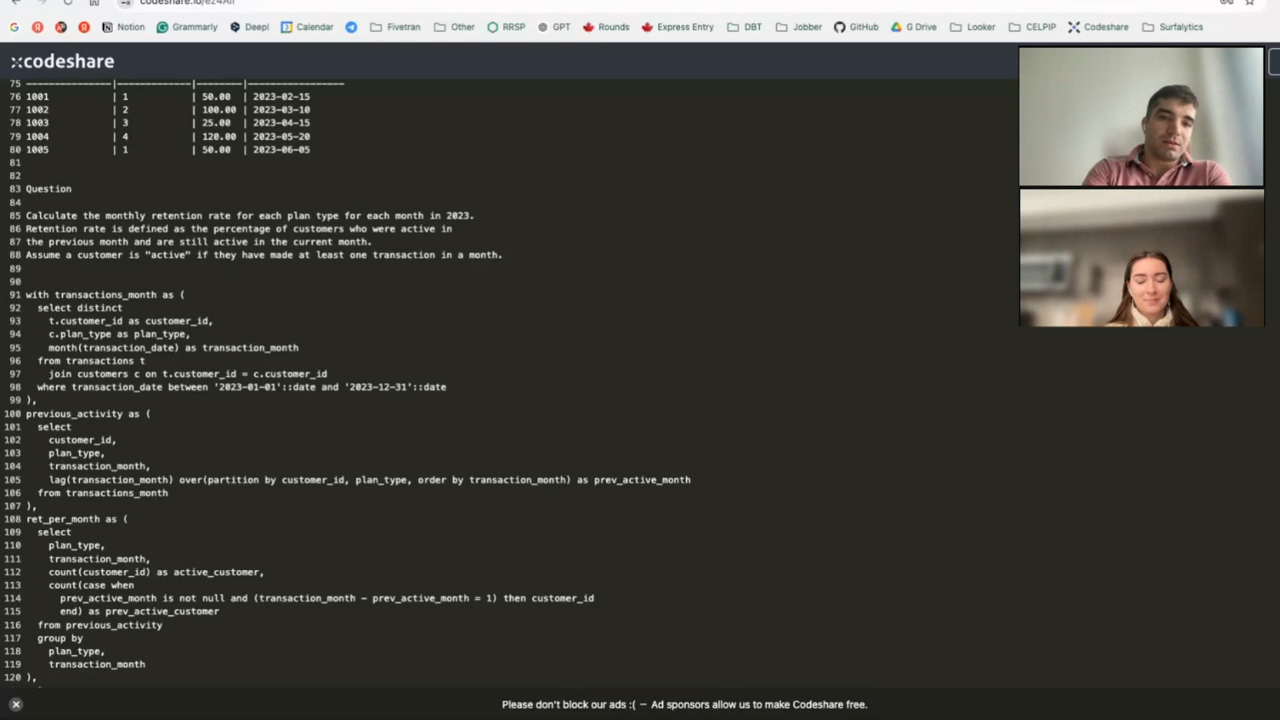 codeshare.io/ez4Aff
G Notion Grammarly Deepl Calendar Fivetran Other RRSP GPT Rounds Express Entry DBT Jobber GitHub G Drive Looker CELPIP Codeshare Surfalytics
codeshare
75 ---------------|-------------|--------|-----------------
76 1001 | 1 | 50.00 | 2023-02-15
77 1002 | 2 | 100.00 | 2023-03-10
78 1003 | 3 | 25.00 | 2023-04-15
79 1004 | 4 | 120.00 | 2023-05-20
80 1005 | 1 | 50.00 | 2023-06-05
81
82
83 Question
84
85 Calculate the monthly retention rate for each plan type for each month in 2023.
86 Retention rate is defined as the percentage of customers who were active in
87 the previous month and are still active in the current month.
88 Assume a customer is "active" if they have made at least one transaction in a month.
89
90
91 with transactions_month as (
92 select distinct
93 t.customer_id as customer_id,
94 c.plan_type as plan_type,
95 month(transaction_date) as transaction_month
96 from transactions t
97 join customers c on t.customer_id = c.customer_id
98 where transaction_date between '2023-01-01'::date and '2023-12-31'::date
99 ),
100 previous_activity as (
101 select
102 customer_id,
103 plan_type,
104 transaction_month,
105 lag(transaction_month) over(partition by customer_id, plan_type, order by transaction_month) as prev_active_month
106 from transactions_month
107 ),
108 ret_per_month as (
109 select
110 plan_type,
111 transaction_month,
112 count(customer_id) as active_customer,
113 count(case when
114 prev_active_month is not null and (transaction_month - prev_active_month = 1) then customer_id
115 end) as prev_active_customer
116 from previous_activity
117 group by
118 plan_type,
119 transaction_month
120 ),
Please don't block our ads :( — Ad sponsors allow us to make Codeshare free.